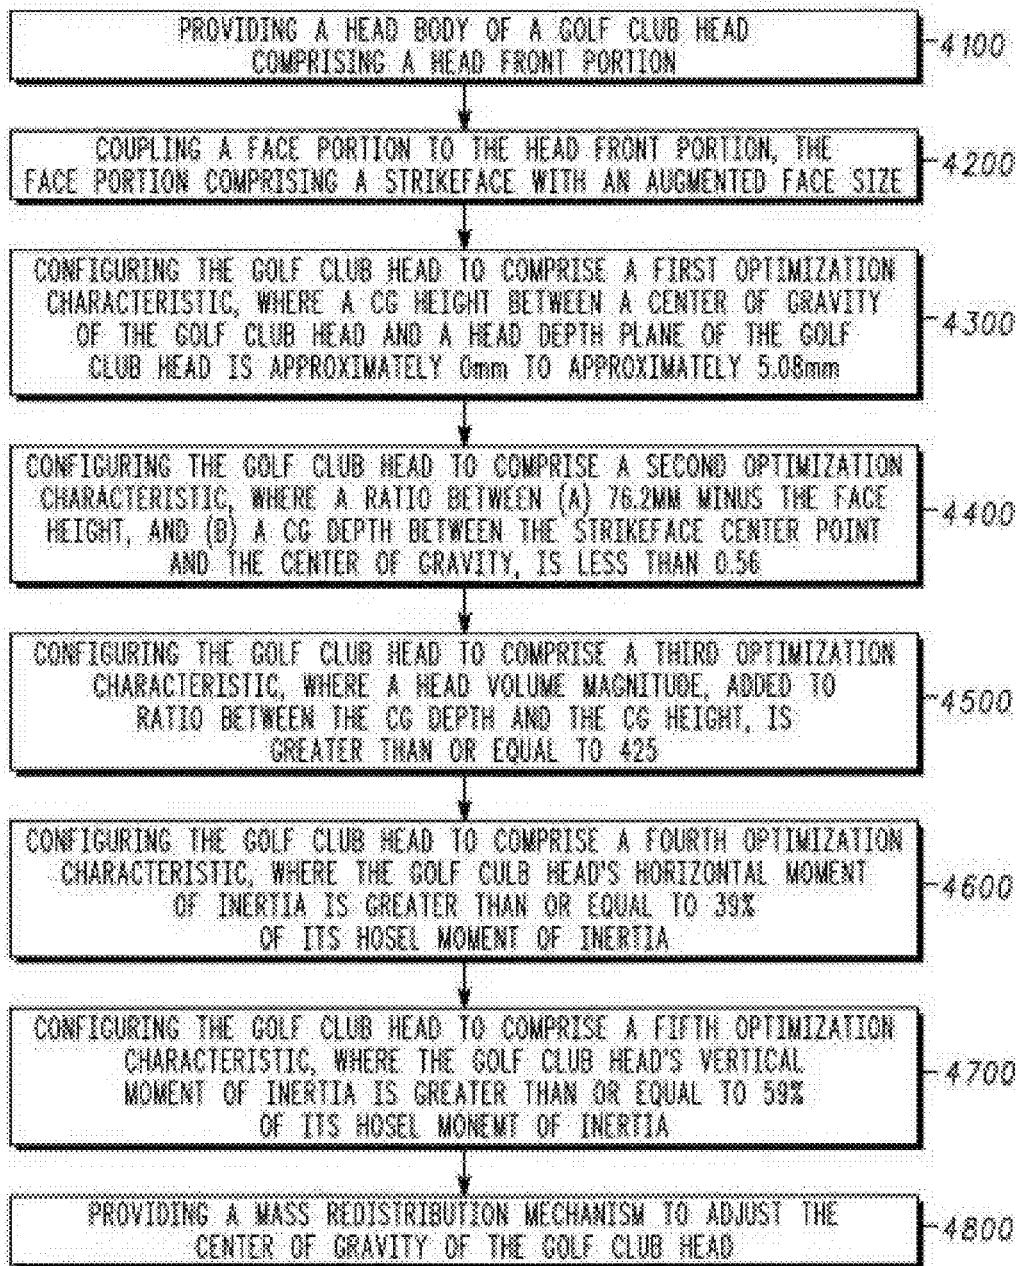 PROVIDING A HEAD BODY OF A GOLF CLUB HEAD
COMPRISING A HEAD FRONT PORTION
4100
COUPLING A FACE PORTION TO THE HEAD FRONT PORTION, THE
FACE PORTION COMPRISING A STRIKEFACE WITH AN AUGMENTED FACE SIZE
4200
CONFIGURING THE GOLF CLUB HEAD TO COMPRISE A FIRST OPTIMIZATION
CHARACTERISTIC, WHERE A CG HEIGHT BETWEEN A CENTER OF GRAVITY
OF THE GOLF CLUB HEAD AND A HEAD DEPTH PLANE OF THE GOLF
CLUB HEAD IS APPROXIMATELY 0mm TO APPROXIMATELY 5.08mm
4300
CONFIGURING THE GOLF CLUB HEAD TO COMPRISE A SECOND OPTIMIZATION
CHARACTERISTIC, WHERE A RATIO BETWEEN (A) 76.2MM MINUS THE FACE
HEIGHT, AND (B) A CG DEPTH BETWEEN THE STRIKEFACE CENTER POINT
AND THE CENTER OF GRAVITY, IS LESS THAN 0.56
4400
CONFIGURING THE GOLF CLUB HEAD TO COMPRISE A THIRD OPTIMIZATION
CHARACTERISTIC, WHERE A HEAD VOLUME MAGNITUDE, ADDED TO
RATIO BETWEEN THE CG DEPTH AND THE CG HEIGHT, IS
GREATER THAN OR EQUAL TO 425
4500
CONFIGURING THE GOLF CLUB HEAD TO COMPRISE A FOURTH OPTIMIZATION
CHARACTERISTIC, WHERE THE GOLF CULB HEAD'S HORIZONTAL MOMENT
OF INERTIA IS GREATER THAN OR EQUAL TO 39%
OF ITS HOSEL MOMENT OF INERTIA
4600
CONFIGURING THE GOLF CLUB HEAD TO COMPRISE A FIFTH OPTIMIZATION
CHARACTERISTIC, WHERE THE GOLF CLUB HEAD'S VERTICAL
MOMENT OF INERTIA IS GREATER THAN OR EQUAL TO 59%
OF ITS HOSEL MONEMT OF INERTIA
4700
PROVIDING A MASS REDISTRIBUTION MECHANISM TO ADJUST THE
CENTER OF GRAVITY OF THE GOLF CLUB HEAD
4800